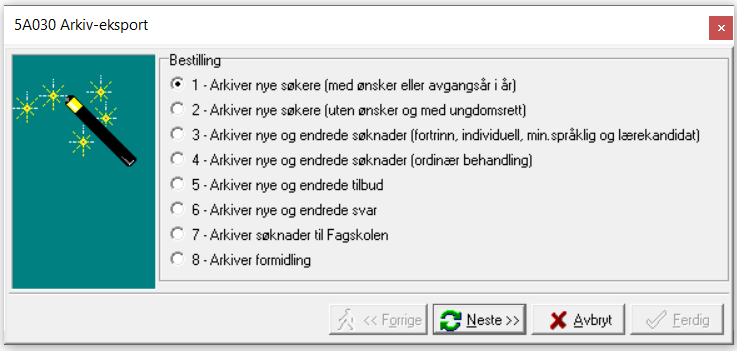 5A030 Arkiv-eksport
Bestilling
1 - Arkiver nye søkere (med ønsker eller avgangsår i år)
2 - Arkiver nye søkere (uten ønsker og med ungdomsrett)
3 - Arkiver nye og endrede søknader (fortrinn, individuell, min.språklig og lærekandidat)
4 - Arkiver nye og endrede søknader (ordinær behandling)
5 - Arkiver nye og endrede tilbud
6 - Arkiver nye og endrede svar
7 - Arkiver søknader til Fagskolen
8 - Arkiver formidling
<< Forrige Neste >> Avbryt Ferdig